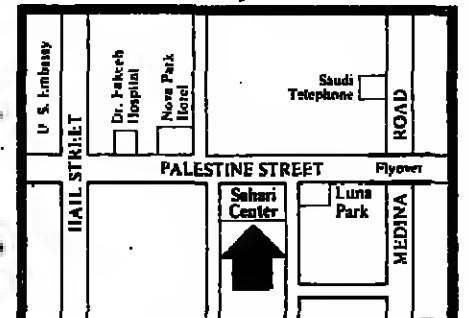 U. S. Embassy
HAIL STREET
Dr. Fakeeh
Hospital
Nova Park
Hotel
Saudi
Telephone
ROAD
PALESTINE STREET
Flyover
Sahari
Center
Luna
Park
MEDINA